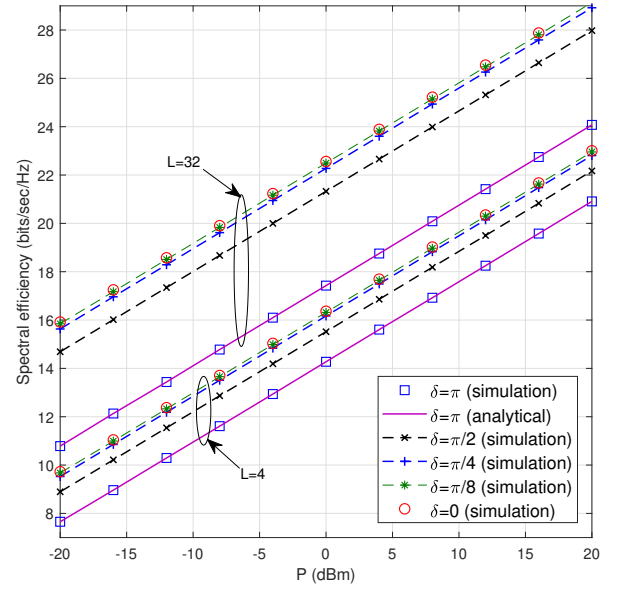 28
26
24
22
20
18
16
14
12
10
8
Spectral efficiency (bits/sec/Hz)
L=32
L=4
δ=π (simulation)
δ=π (analytical)
δ=π/2 (simulation)
δ=π/4 (simulation)
δ=π/8 (simulation)
δ=0 (simulation)
-20 -15 -10 -5 0 5 10 15 20
P (dBm)